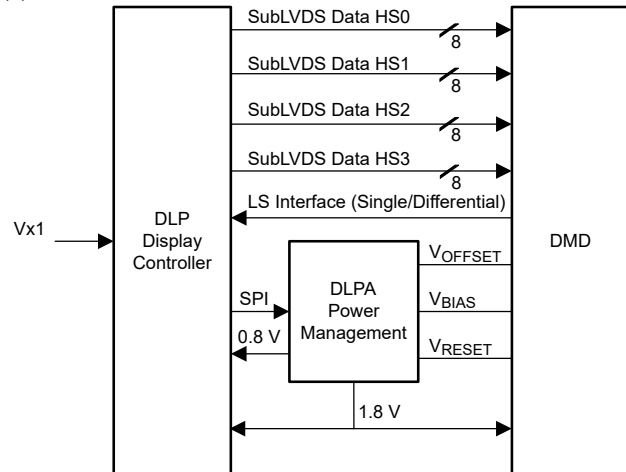 SubLVDS Data HS0
8
SubLVDS Data HS1
8
SubLVDS Data HS2
8
SubLVDS Data HS3
8
LS Interface (Single/Differential)
Vx1
DLP
Display
Controller
DMD
SPI
0.8 V
DLPA
Power
Management
VOFFSET
VBIAS
VRESET
1.8 V